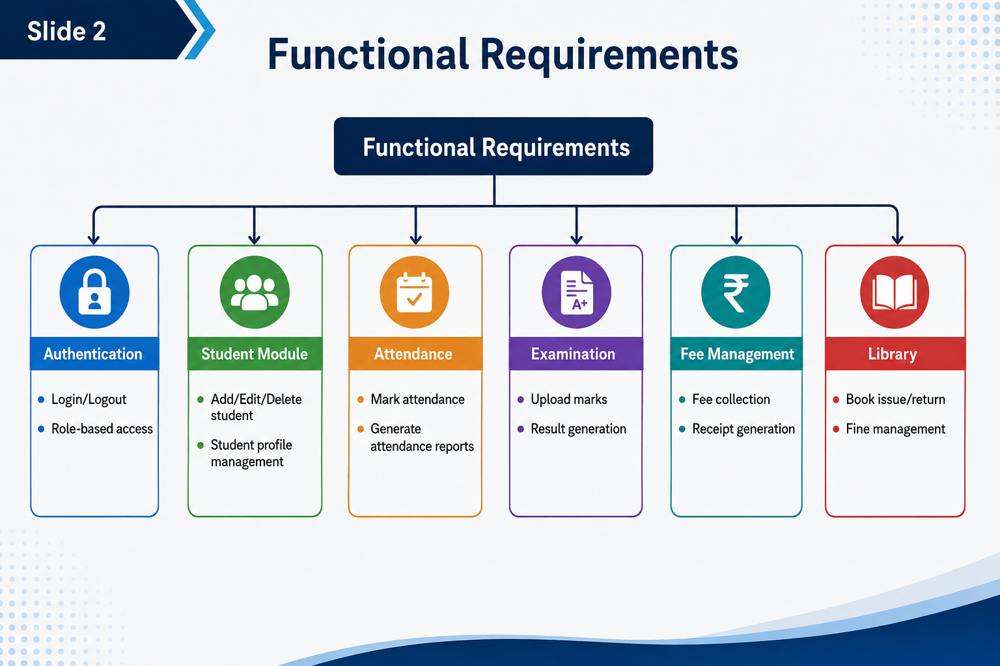 Slide 2
Functional Requirements
Functional Requirements
₹
A+
Authentication
Login/Logout
Role-based access
Student Module
Add/Edit/Delete
student
Student profile
management
Attendance
Mark attendance
Generate
attendance reports
Examination
Upload marks
Result generation
Fee Management
Fee collection
Receipt generation
Library
Book issue/return
Fine management